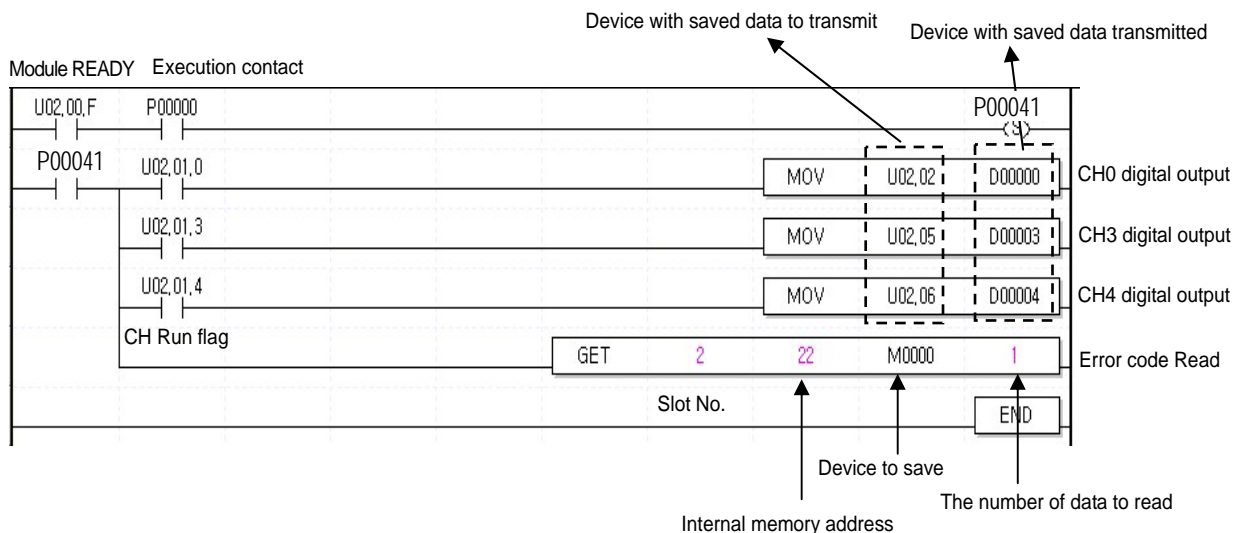 Device with saved data to transmit
Device with saved data transmitted
Module READY Execution contact
U02,00,F P00000 P00041
(S)
P00041 U02,01,0 MOV U02,02 D00000 CH0 digital output
U02,01,3 MOV U02,05 D00003 CH3 digital output
U02,01,4 MOV U02,06 D00004 CH4 digital output
CH Run flag
GET 2 22 M0000 1 Error code Read
Slot No.
END
Device to save
The number of data to read
Internal memory address